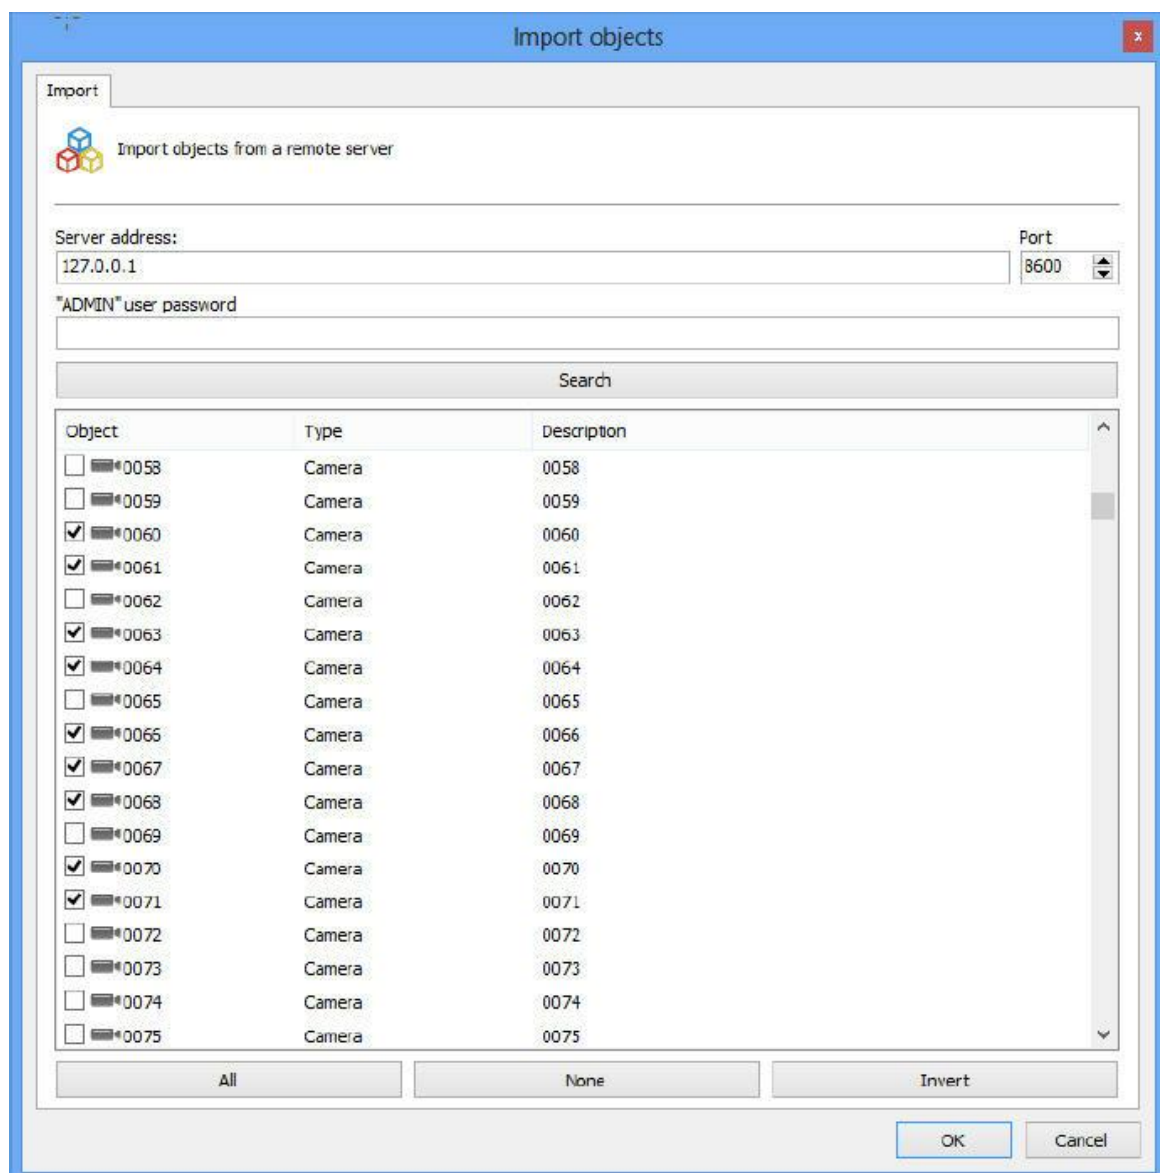 Import objects
x
Import
Import objects from a remote server
Server address: Port
127.0.0.1 8600
"ADMIN" user password
Search
Object Type Description
0058 Camera 0058
0059 Camera 0059
0060 Camera 0060
0061 Camera 0061
0062 Camera 0062
0063 Camera 0063
0064 Camera 0064
0065 Camera 0065
0066 Camera 0066
0067 Camera 0067
0068 Camera 0068
0069 Camera 0069
0070 Camera 0070
0071 Camera 0071
0072 Camera 0072
0073 Camera 0073
0074 Camera 0074
0075 Camera 0075
All None Invert
OK Cancel